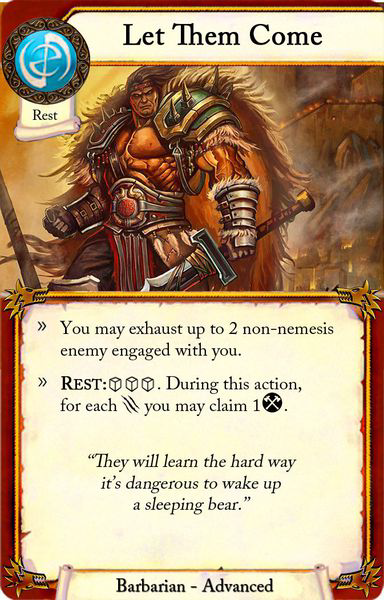 Let Them Come
Rest
» You may exhaust up to 2 non-nemesis
enemy engaged with you.
» REST: . During this action,
for each you may claim 1 .
“They will learn the hard way
it’s dangerous to wake up
a sleeping bear.”
Barbarian - Advanced